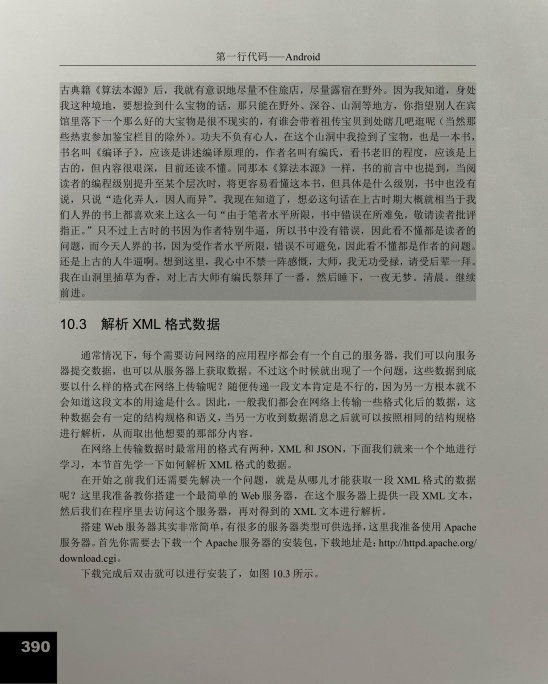 第一行代码——Android
古典籍《算法本源》后，我就有意识地尽量不住旅店，尽量露宿在野外。因为我知道，身处
我这种境地，要想捡到什么宝物的话，那只能在野外、深谷、山洞等地方，你指望别人在宾
馆里落下一个那么好的大宝物是很不现实的，有谁会带着祖传宝贝到处瞎几吧逛呢（当然那
些热衷参加鉴宝栏目的除外）。功夫不负有心人，在这个山洞中我捡到了宝物，也是一本书，
书名叫《编译子》，应该是讲述编译原理的，作者名叫有编氏，看书老旧的程度，应该是上
古的，但内容很艰深，目前还读不懂。同那本《算法本源》一样，书的前言中也提到，当阅
读者的编程级别提升至某个层次时，将更容易看懂这本书，但具体是什么级别，书中也没有
说，只说“造化弄人，因人而异”。我现在知道了，想必这句话在上古时期大概就相当于我
们人界的书上都喜欢来上这么一句“由于笔者水平所限，书中错误在所难免，敬请读者批评
指正。”只不过上古时的书因为作者特别牛逼，所以书中没有错误，因此看不懂都是读者的
问题，而今天人界的书，因为受作者水平所限，错误不可避免，因此看不懂都是作者的问题。
还是上古的人牛逼啊。想到这里，我心中不禁一阵感慨，大师，我无功受禄，请受后辈一拜。
我在山洞里插草为香，对上古大师有编氏祭拜了一番，然后睡下，一夜无梦。清晨。继续
前进。
10.3 解析 XML 格式数据
通常情况下，每个需要访问网络的应用程序都会有一个自己的服务器，我们可以向服务
器提交数据，也可以从服务器上获取数据。不过这个时候就出现了一个问题，这些数据到底
要以什么样的格式在网络上传输呢？随便传递一段文本肯定是不行的，因为另一方根本就不
会知道这段文本的用途是什么。因此，一般我们都会在网络上传输一些格式化后的数据，这
种数据会有一定的结构规格和语义，当另一方收到数据消息之后就可以按照相同的结构规格
进行解析，从而取出他想要的那部分内容。
在网络上传输数据时最常用的格式有两种，XML 和 JSON，下面我们就来一个个地进行
学习，本节首先学一下如何解析 XML 格式的数据。
在开始之前我们还需要先解决一个问题，就是从哪儿才能获取一段 XML 格式的数据
呢？这里我准备教你搭建一个最简单的 Web 服务器，在这个服务器上提供一段 XML 文本，
然后我们在程序里去访问这个服务器，再对得到的 XML 文本进行解析。
搭建 Web 服务器其实非常简单，有很多的服务器类型可供选择，这里我准备使用 Apache
服务器。首先你需要去下载一个 Apache 服务器的安装包，下载地址是：http://httpd.apache.org/
download.cgi。
下载完成后双击就可以进行安装了，如图 10.3 所示。
390